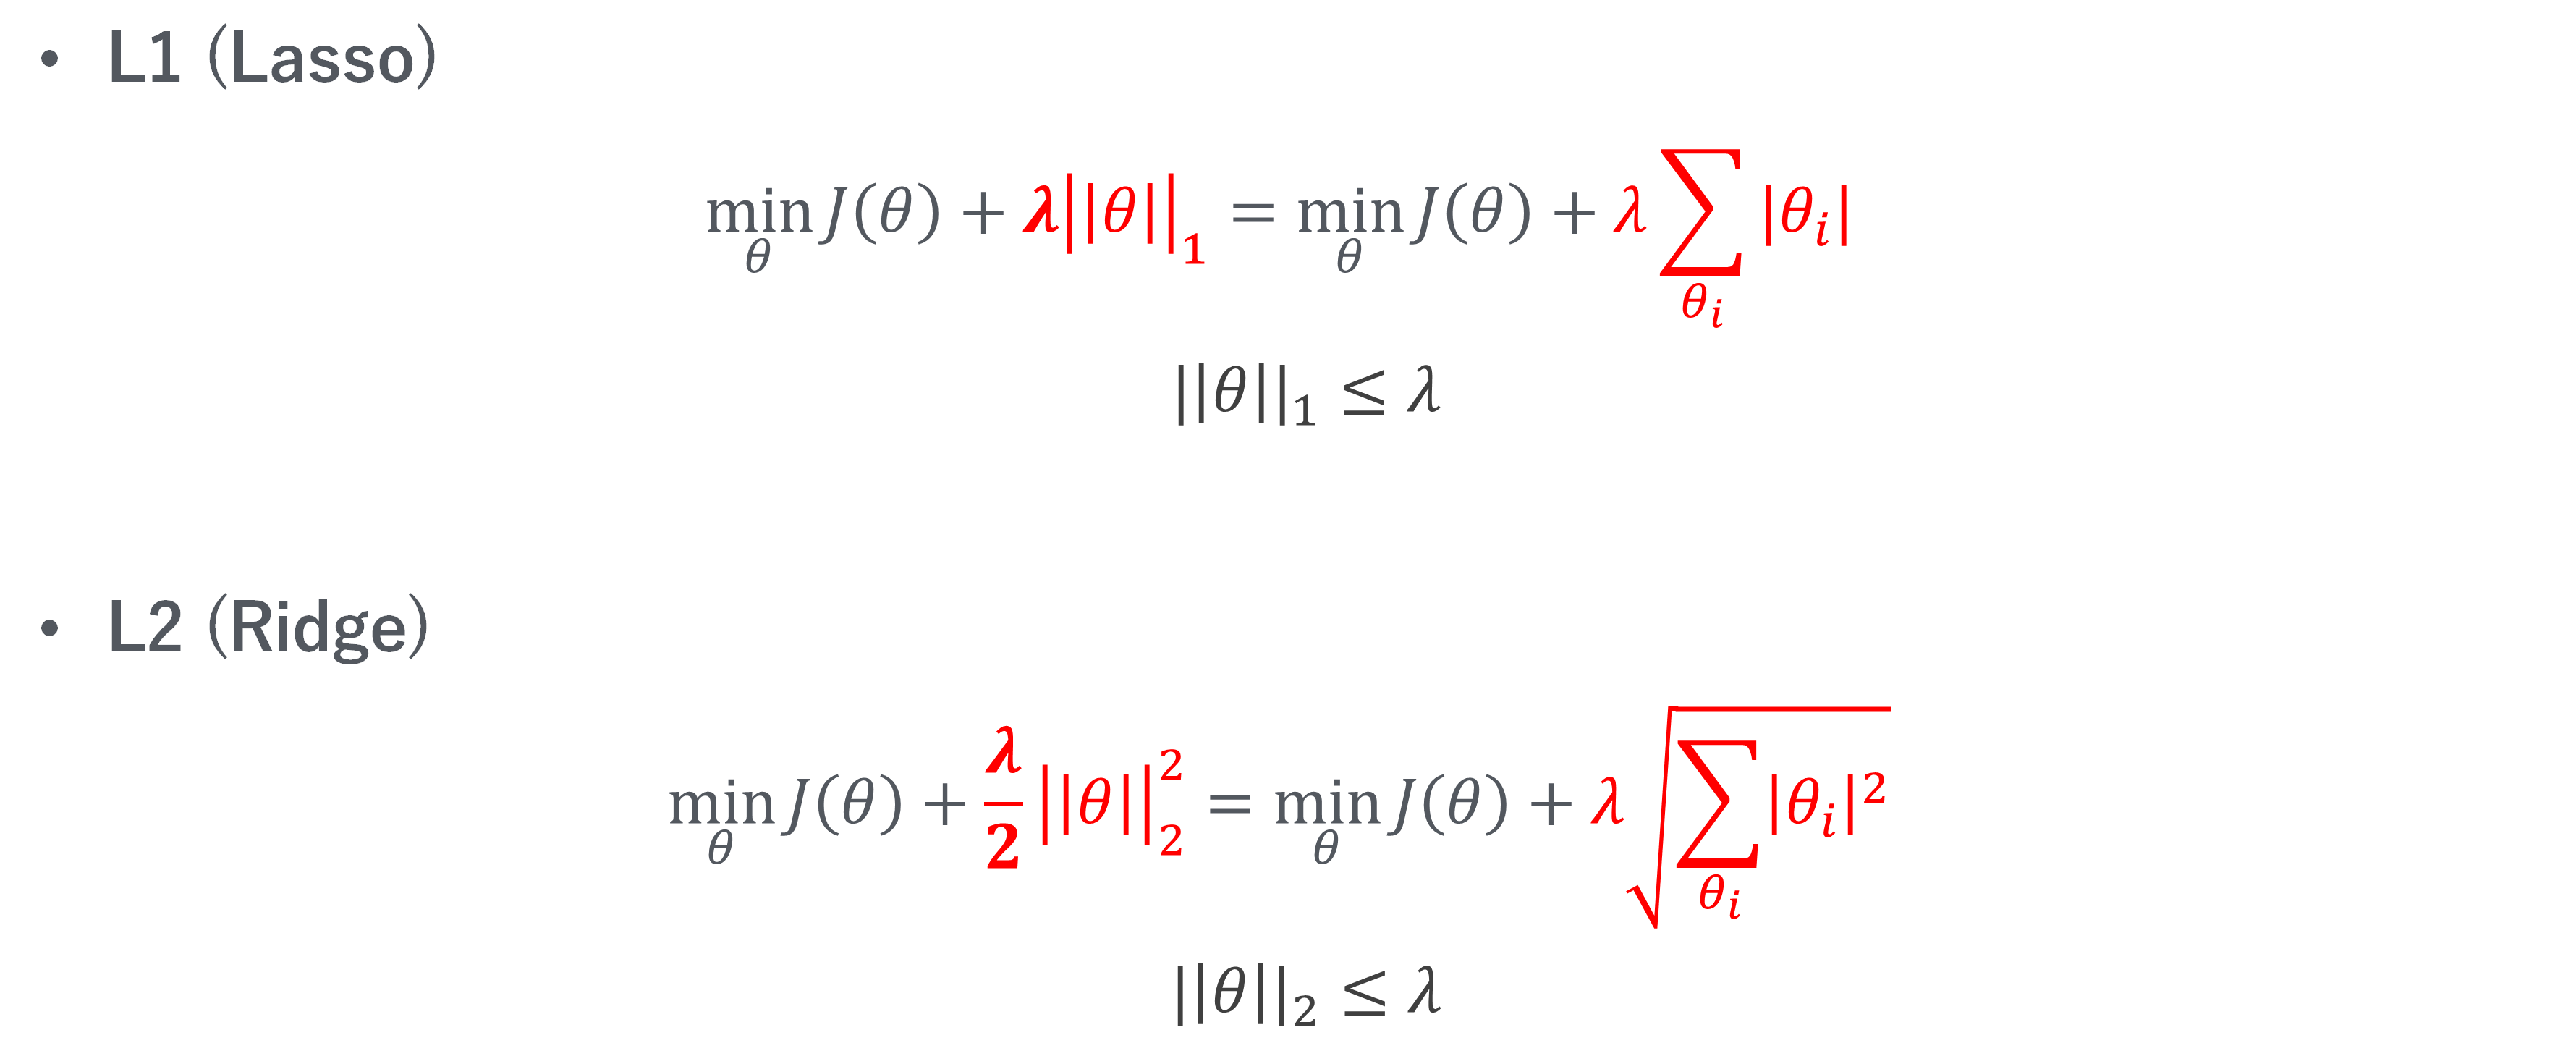 • L1 (Lasso)
min_θ J(θ) + λ||θ||_1 = min_θ J(θ) + λ ∑_{θ_i} |θ_i|
||θ||_1 ≤ λ
• L2 (Ridge)
min_θ J(θ) + λ/2 ||θ||_2^2 = min_θ J(θ) + λ √(∑_{θ_i} |θ_i|^2)
||θ||_2 ≤ λ